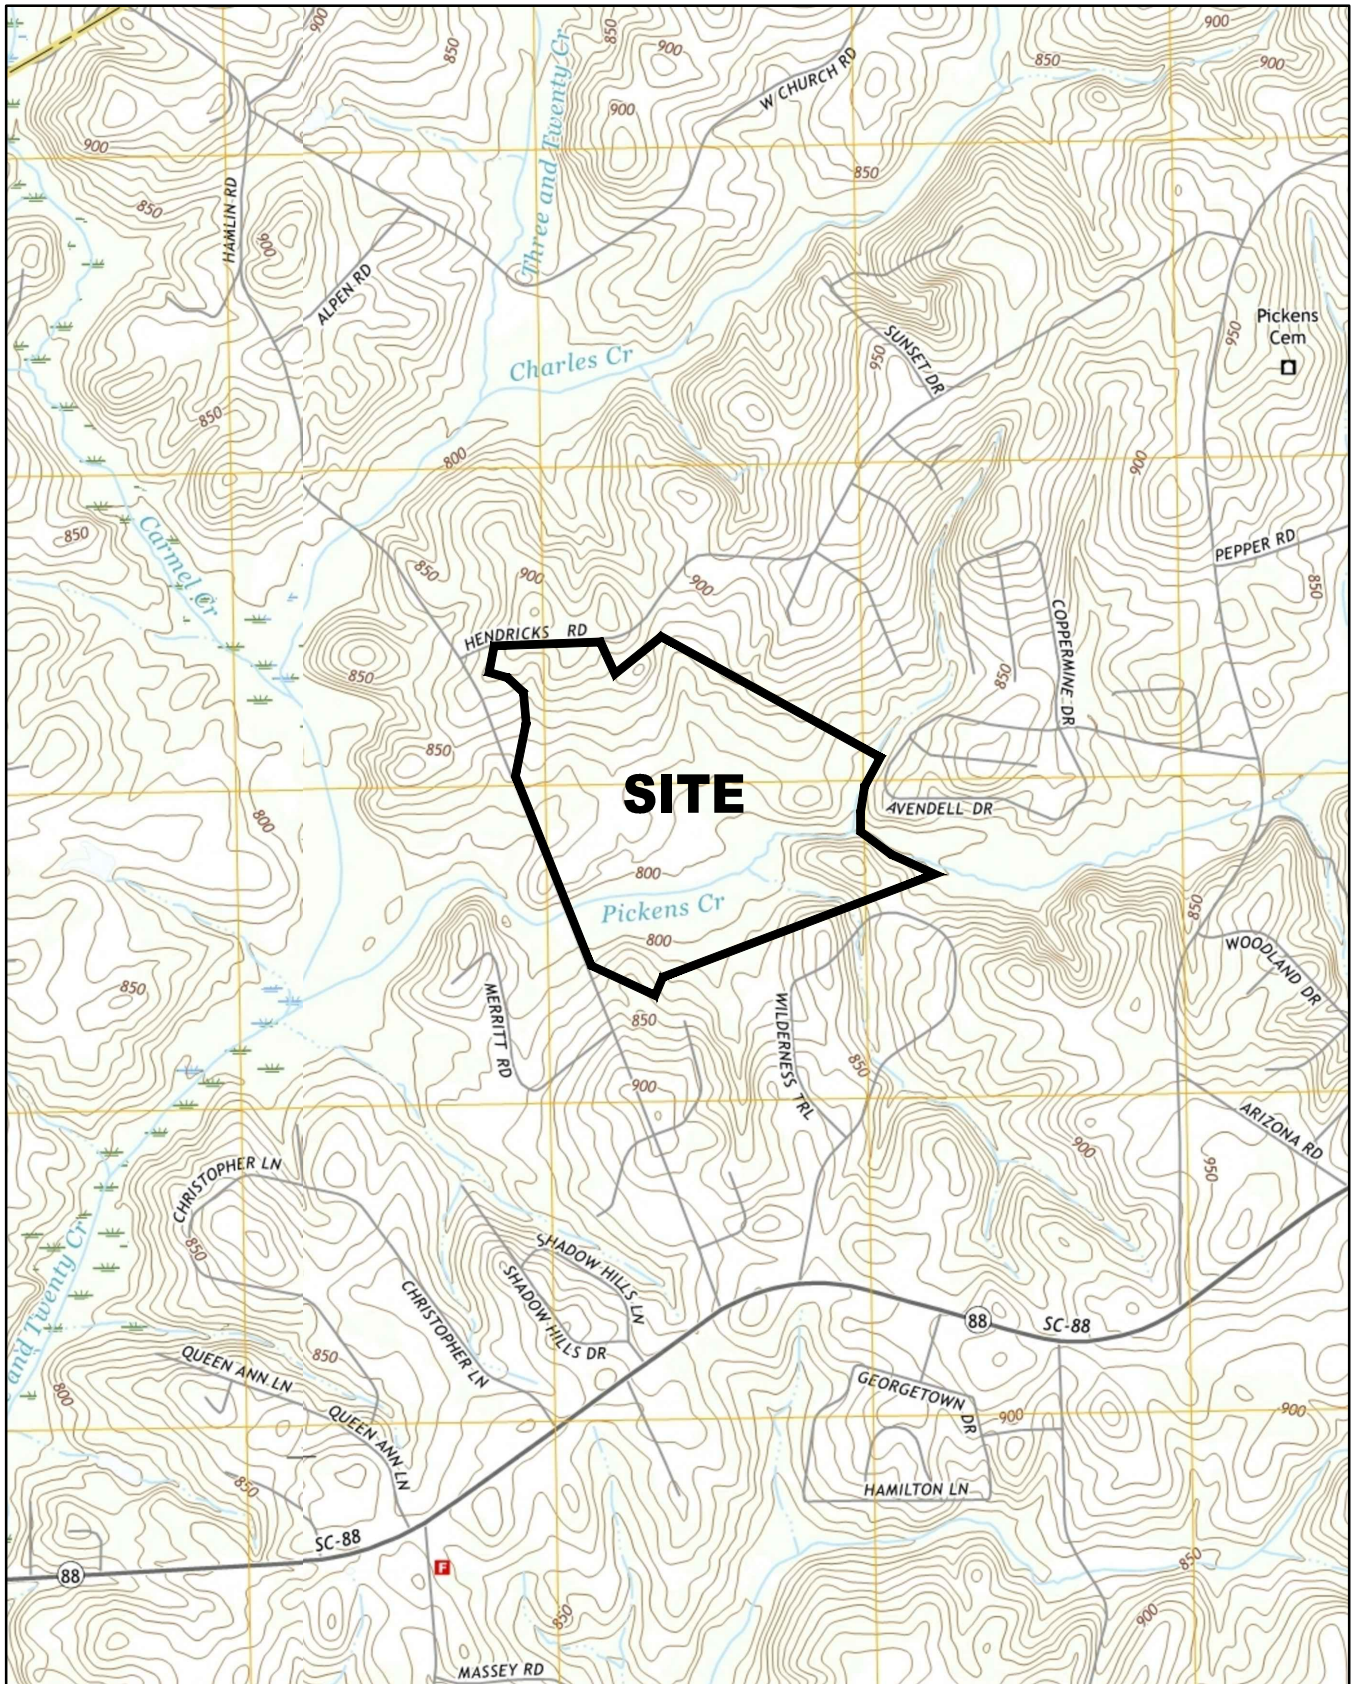 900
850
900
850
900
850
900
Three and Twenty Cr
W CHURCH RD
900
900
850
HAMLIN RD
850
900
ALPEN RD
Pickens
Cem
950
950
SUNSET DR
Charles Cr
850
800
900
Carmel Cr
850
PEPPER RD
850
900
900
850
HENDRICKS RD
COPPERMINE DR
850
850
850
SITE
800
AVENDELL DR
800
Pickens Cr
850
800
WOODLAND DR
850
MERRITT RD
WILDERNESS TRL
850
850
900
ARIZONA RD
900
950
CHRISTOPHER LN
850
and Twenty Cr
SHADOW HILLS LN
SHADOW HILLS DR
CHRISTOPHER LN
88
SC-88
850
QUEEN ANN LN
800
GEORGETOWN DR
QUEEN ANN LN
900
900
850
HAMILTON LN
SC-88
88
F
850
850
900
MASSEY RD